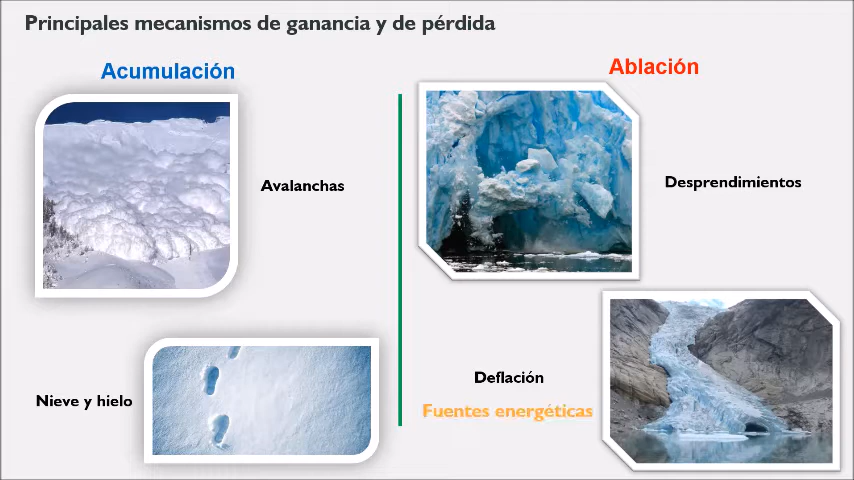 Principales mecanismos de ganancia y de pérdida
Acumulación
Avalanchas
Nieve y hielo
Ablación
Desprendimientos
Deflación
Fuentes energéticas